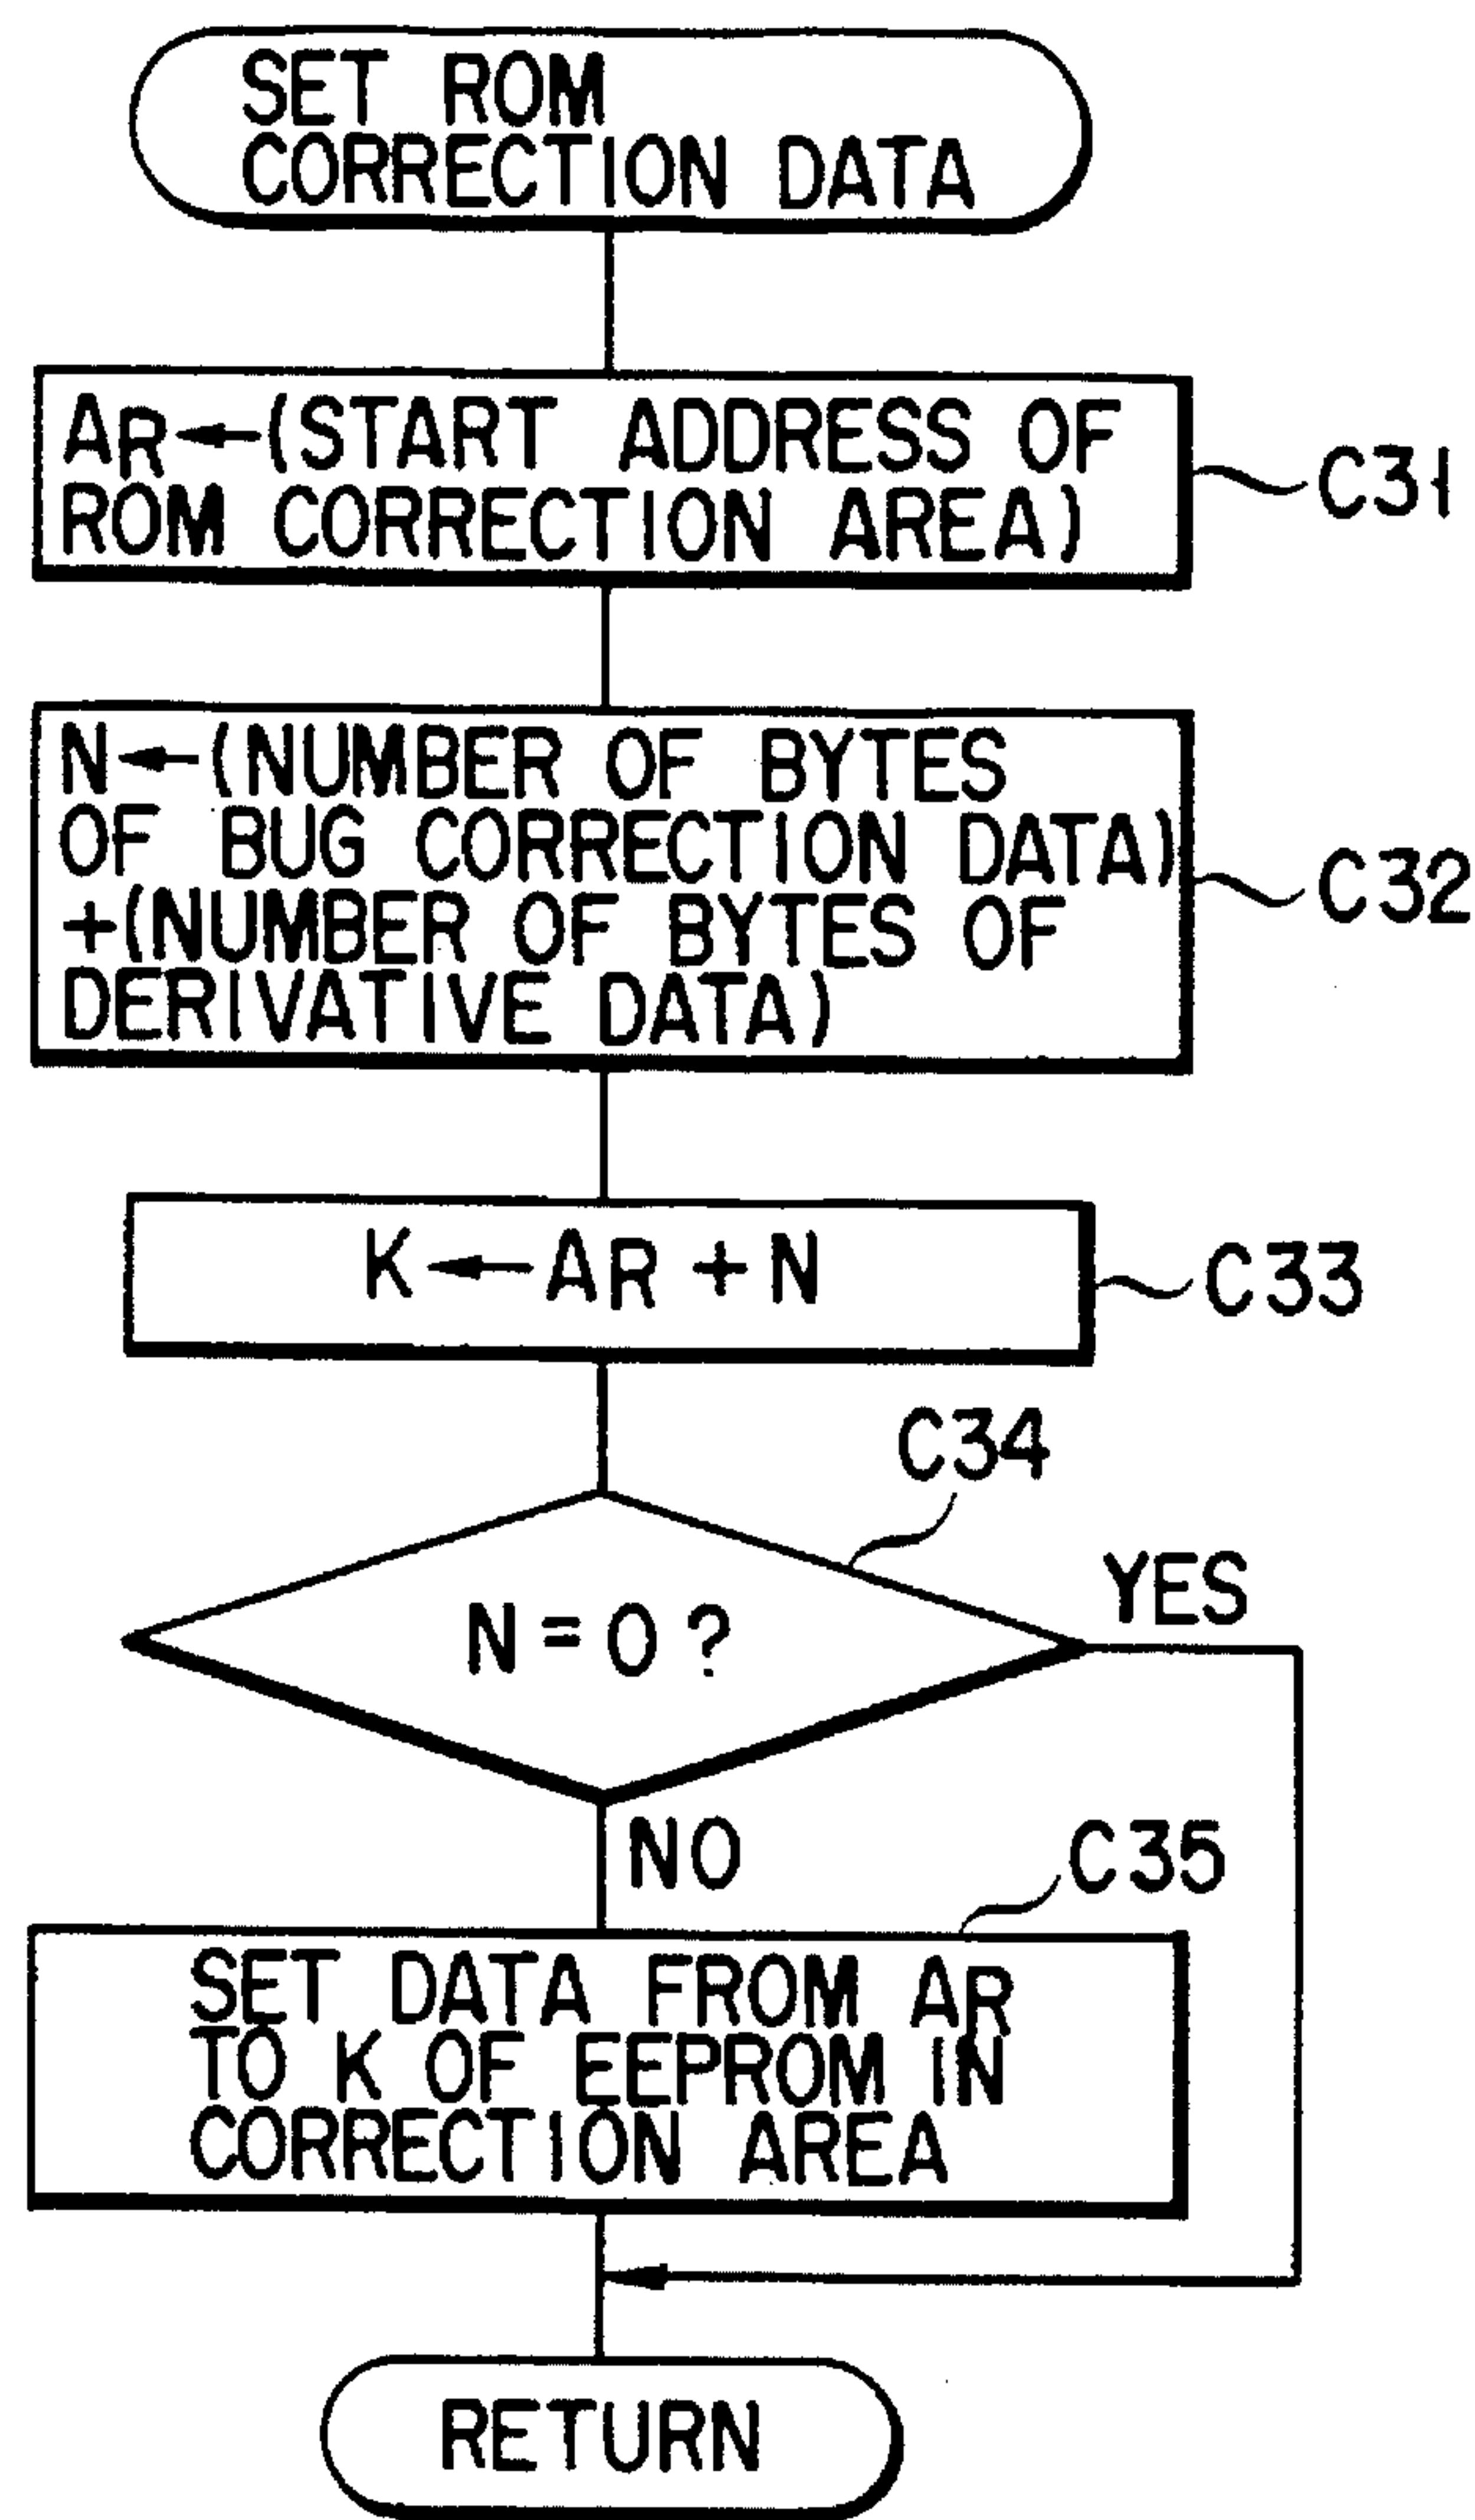 SET ROM
CORRECTION DATA
AR←(START ADDRESS OF
ROM CORRECTION AREA)
C31
N←(NUMBER OF BYTES
OF BUG CORRECTION DATA)
+(NUMBER OF BYTES OF
DERIVATIVE DATA)
C32
K←AR+N
C33
C34
N=0?
YES
NO
C35
SET DATA FROM AR
TO K OF EEPROM IN
CORRECTION AREA
RETURN